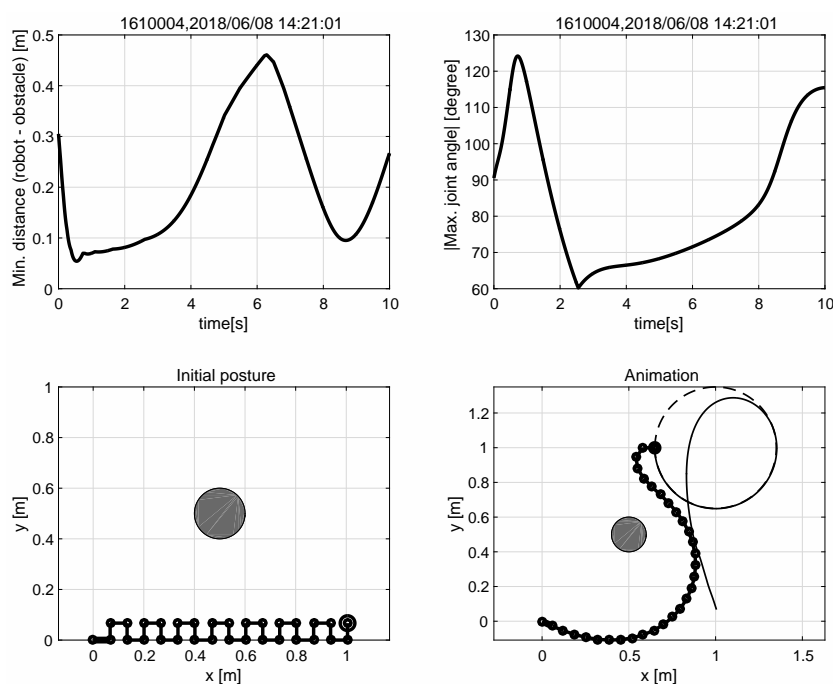 1610004,2018/06/08 14:21:01
Min. distance (robot - obstacle) [m]
0.5
0.4
0.3
0.2
0.1
0
0 2 4 6 8 10
time[s]
1610004,2018/06/08 14:21:01
|Max. joint angle| [degree]
130
120
110
100
90
80
70
60
0 2 4 6 8 10
time[s]
Initial posture
y [m]
1
0.8
0.6
0.4
0.2
0
0 0.2 0.4 0.6 0.8 1
x [m]
Animation
y [m]
1.2
1
0.8
0.6
0.4
0.2
0
0 0.5 1 1.5
x [m]